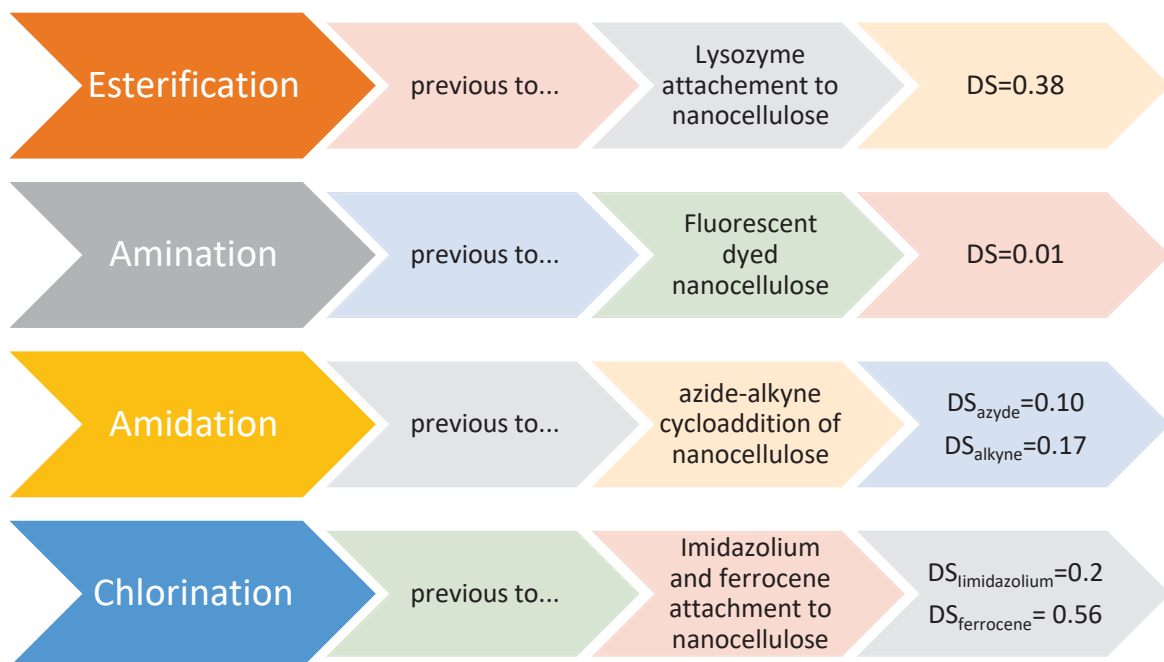 Esterification
previous to...
Lysozyme
attachement to
nanocellulose
DS=0.38
Amination
previous to...
Fluorescent
dyed
nanocellulose
DS=0.01
Amidation
previous to...
azide-alkyne
cycloaddition of
nanocellulose
DSazyde=0.10
DSalkyne=0.17
Chlorination
previous to...
Imidazolium
and ferrocene
attachment to
nanocellulose
DSlimidazolium=0.2
DSferrocene= 0.56